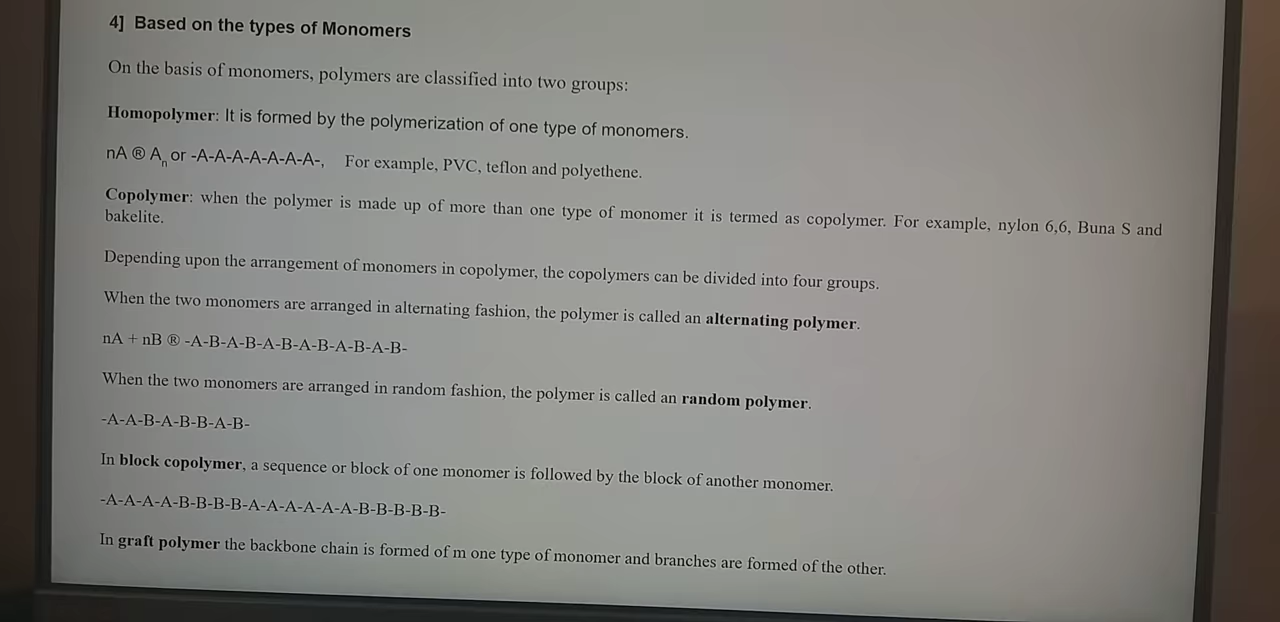 4] Based on the types of Monomers
On the basis of monomers, polymers are classified into two groups:
Homopolymer: It is formed by the polymerization of one type of monomers.
nA ® An or -A-A-A-A-A-A-A-, For example, PVC, teflon and polyethene.
Copolymer: when the polymer is made up of more than one type of monomer it is termed as copolymer. For example, nylon 6,6, Buna S and
bakelite.
Depending upon the arrangement of monomers in copolymer, the copolymers can be divided into four groups.
When the two monomers are arranged in alternating fashion, the polymer is called an alternating polymer.
nA + nB ® -A-B-A-B-A-B-A-B-A-B-A-B-
When the two monomers are arranged in random fashion, the polymer is called an random polymer.
-A-A-B-A-B-B-A-B-
In block copolymer, a sequence or block of one monomer is followed by the block of another monomer.
-A-A-A-A-B-B-B-B-A-A-A-A-A-A-B-B-B-B-B-
In graft polymer the backbone chain is formed of m one type of monomer and branches are formed of the other.